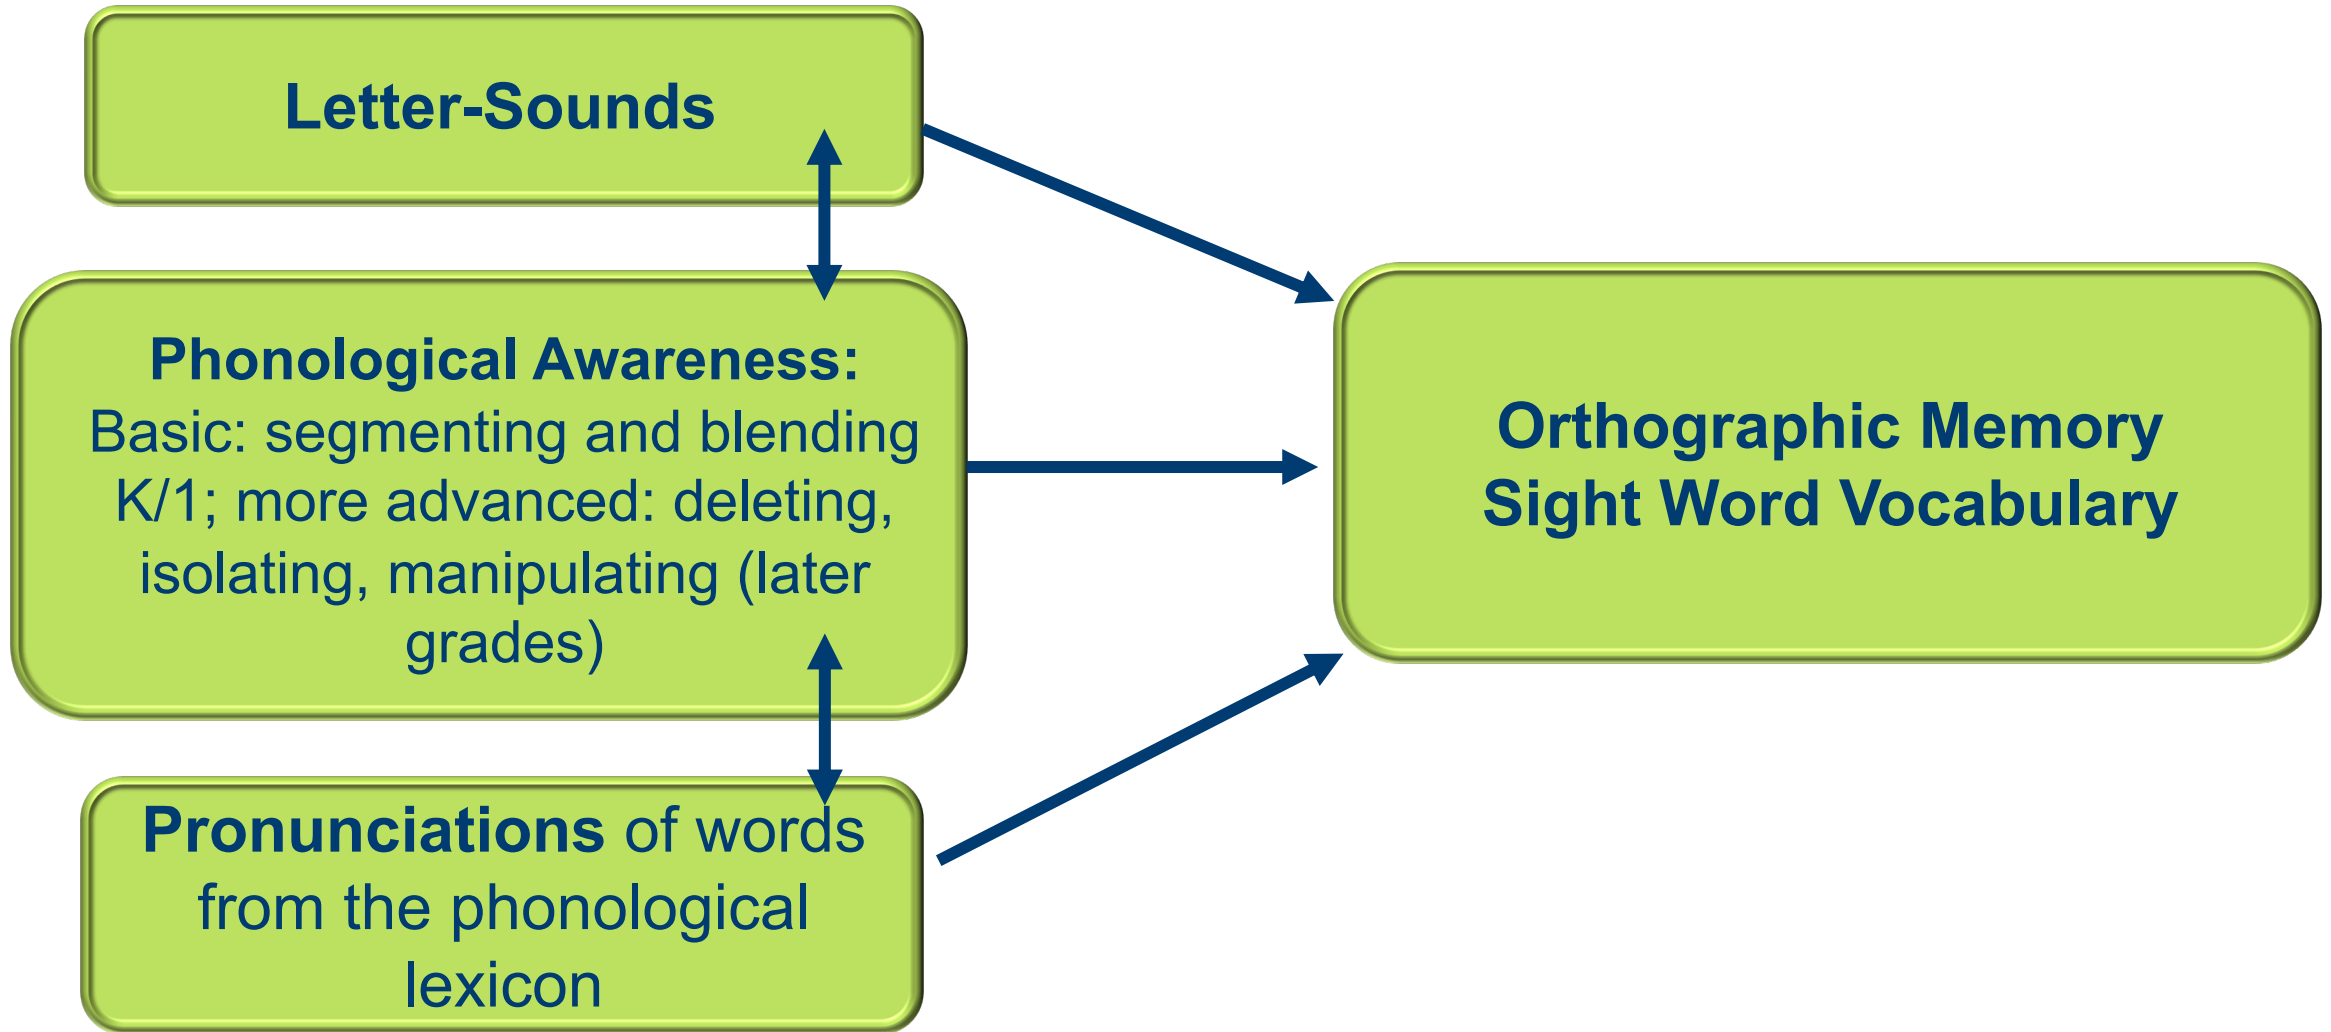 Letter-Sounds
Phonological Awareness:
Basic: segmenting and blending
K/1; more advanced: deleting,
isolating, manipulating (later
grades)
Pronunciations of words
from the phonological
lexicon
Orthographic Memory
Sight Word Vocabulary